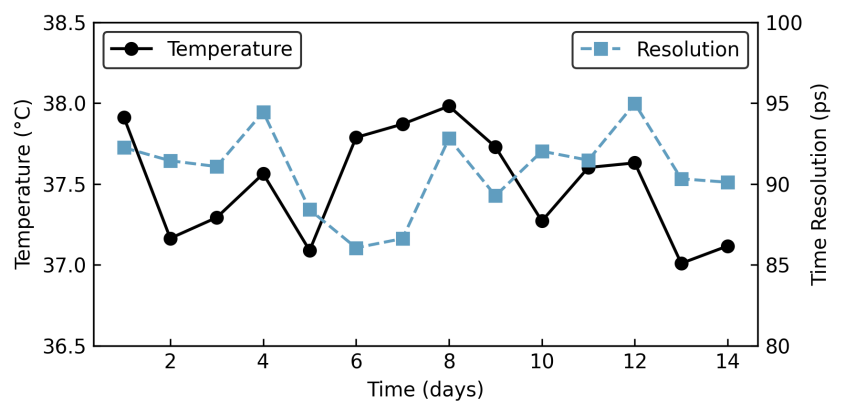 38.5
38.0
37.5
37.0
36.5
Temperature (°C)
Temperature
Resolution
100
95
90
85
80
Time Resolution (ps)
2 4 6 8 10 12 14
Time (days)